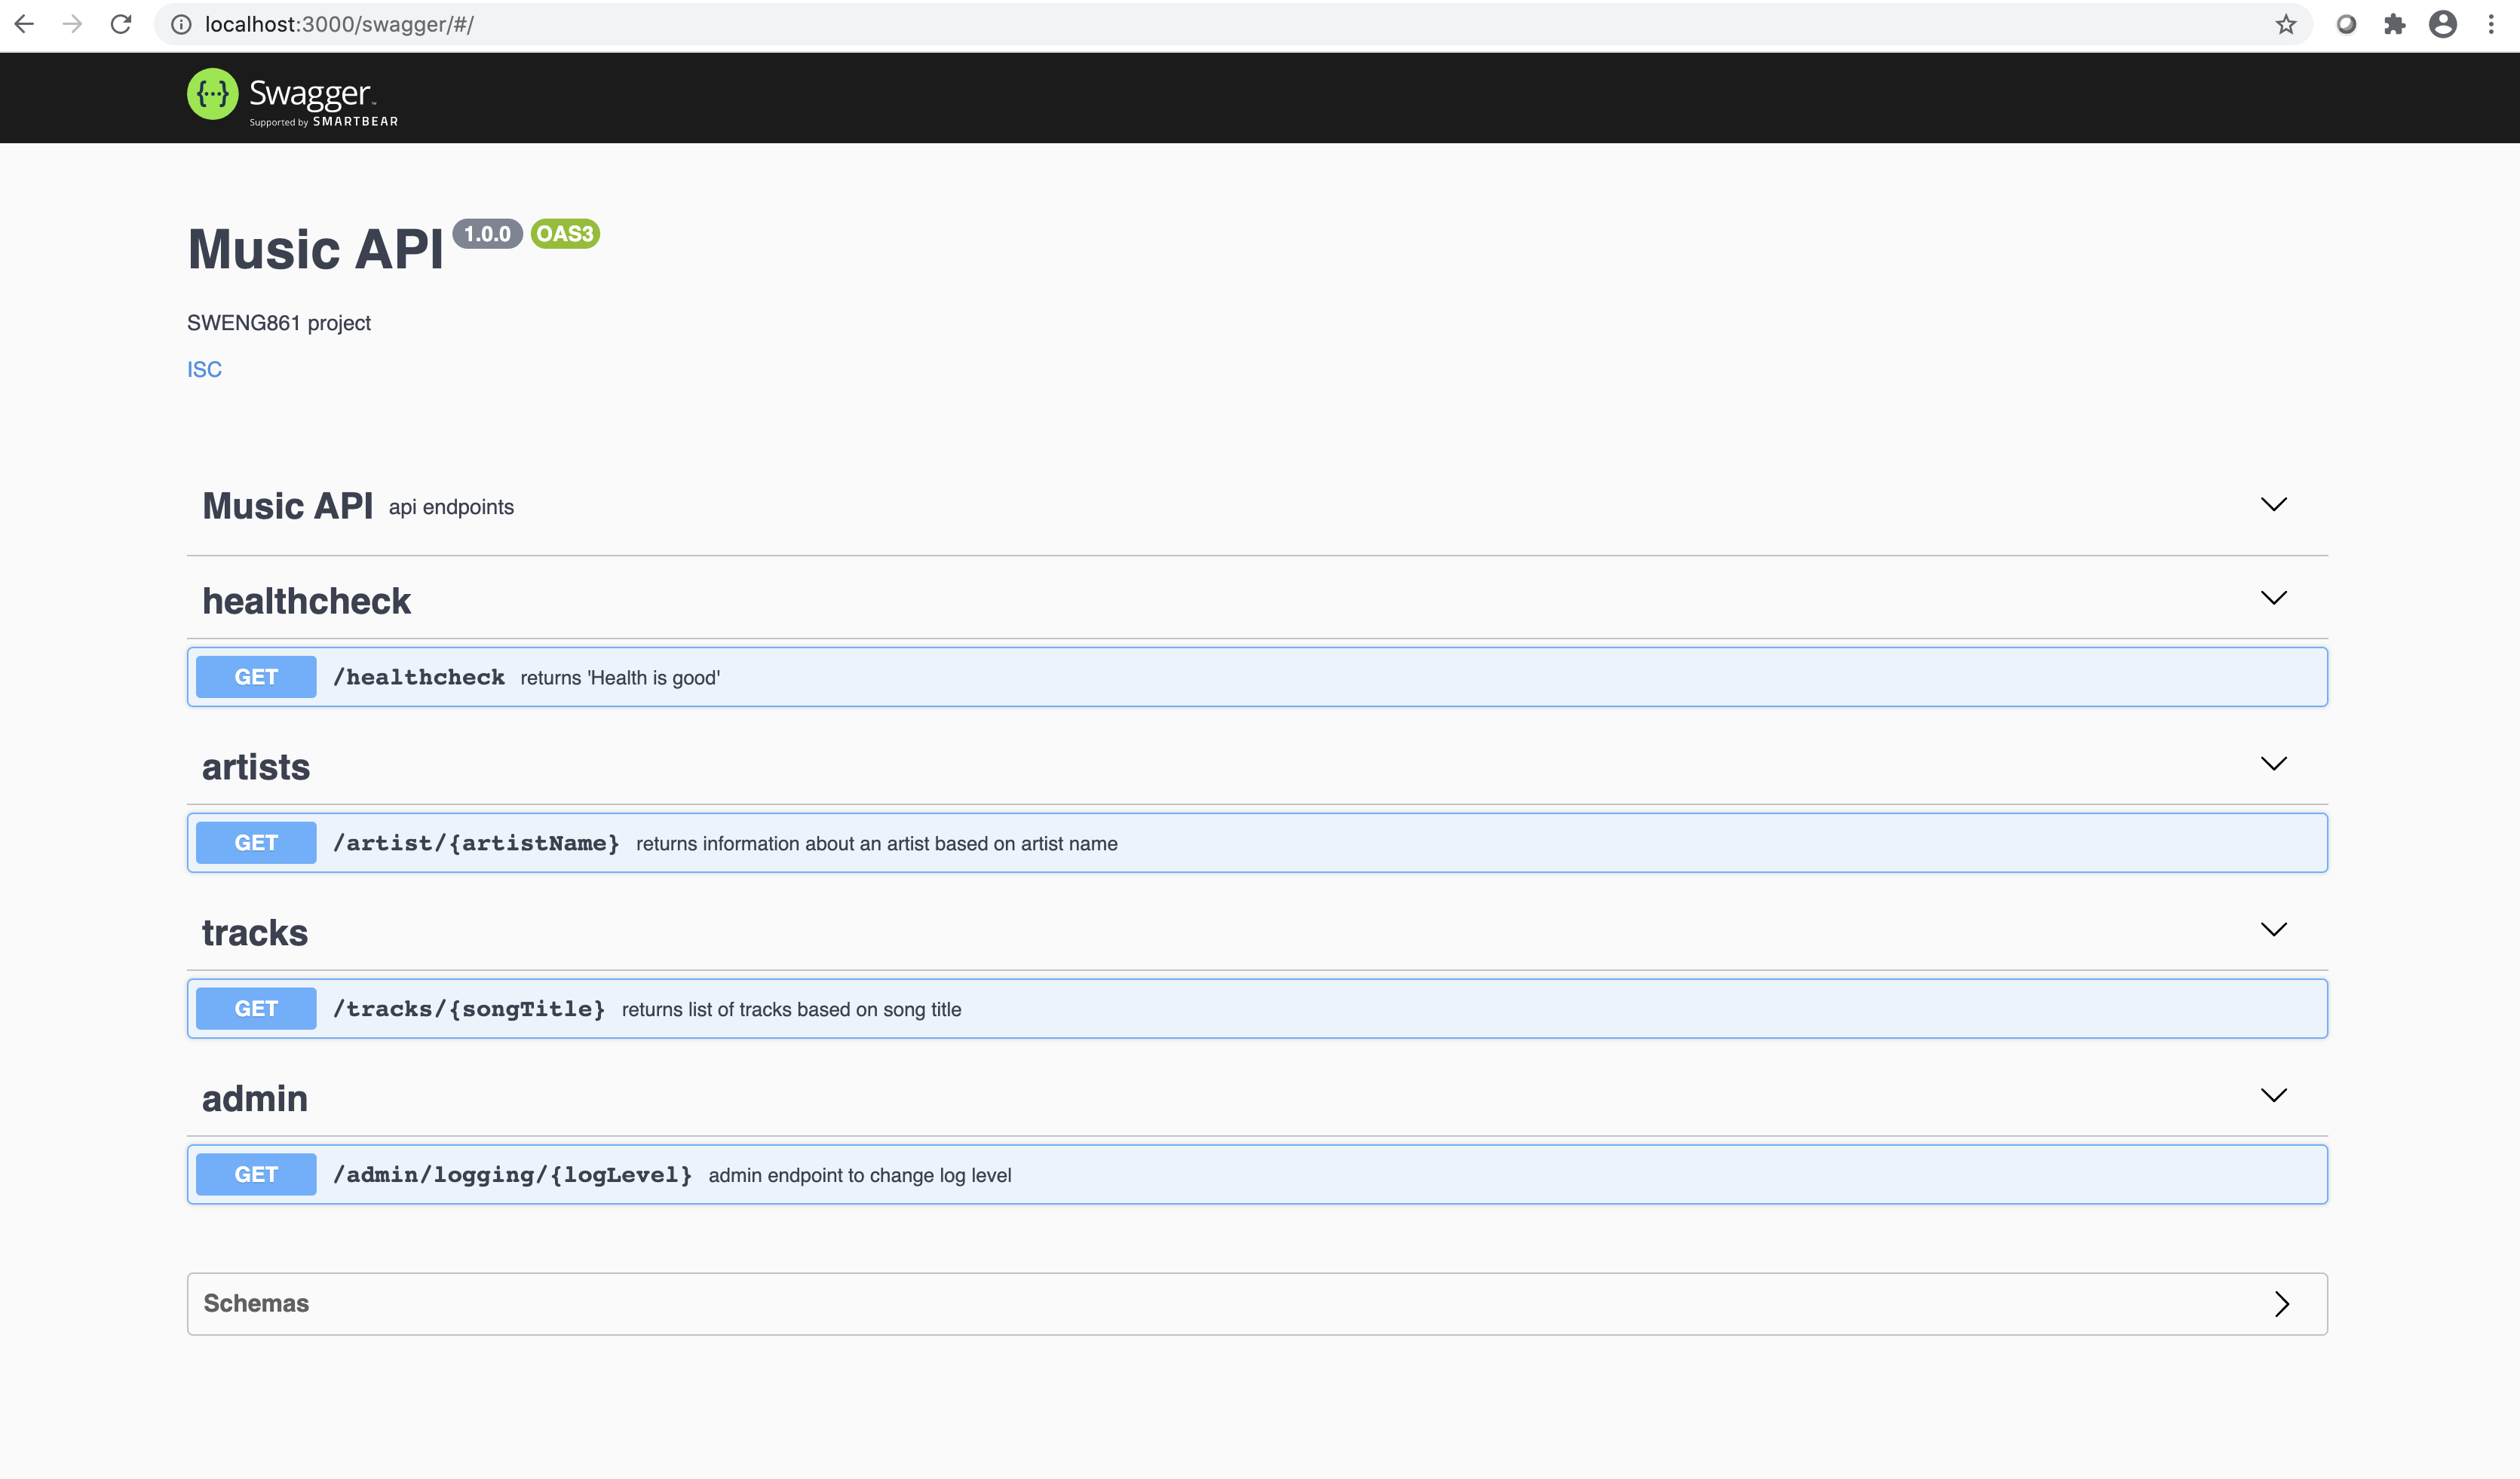 localhost:3000/swagger/#/
{···} Swagger™
Supported by SMARTBEAR
Music API 1.0.0 OAS3
SWENG861 project
ISC
Music API api endpoints
healthcheck
GET /healthcheck returns 'Health is good'
artists
GET /artist/{artistName} returns information about an artist based on artist name
tracks
GET /tracks/{songTitle} returns list of tracks based on song title
admin
GET /admin/logging/{logLevel} admin endpoint to change log level
Schemas